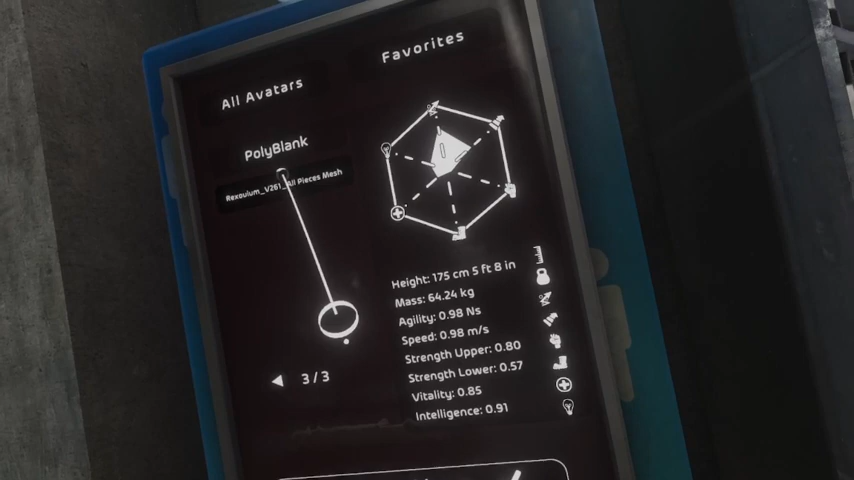 All Avatars
Favorites
PolyBlank
Rexouium_V261_All Pieces Mesh
3/3
Height: 175 cm 5 ft 8 in
Mass: 64.24 kg
Agility: 0.98 Ns
Speed: 0.98 m/s
Strength Upper: 0.80
Strength Lower: 0.57
Vitality: 0.85
Intelligence: 0.91